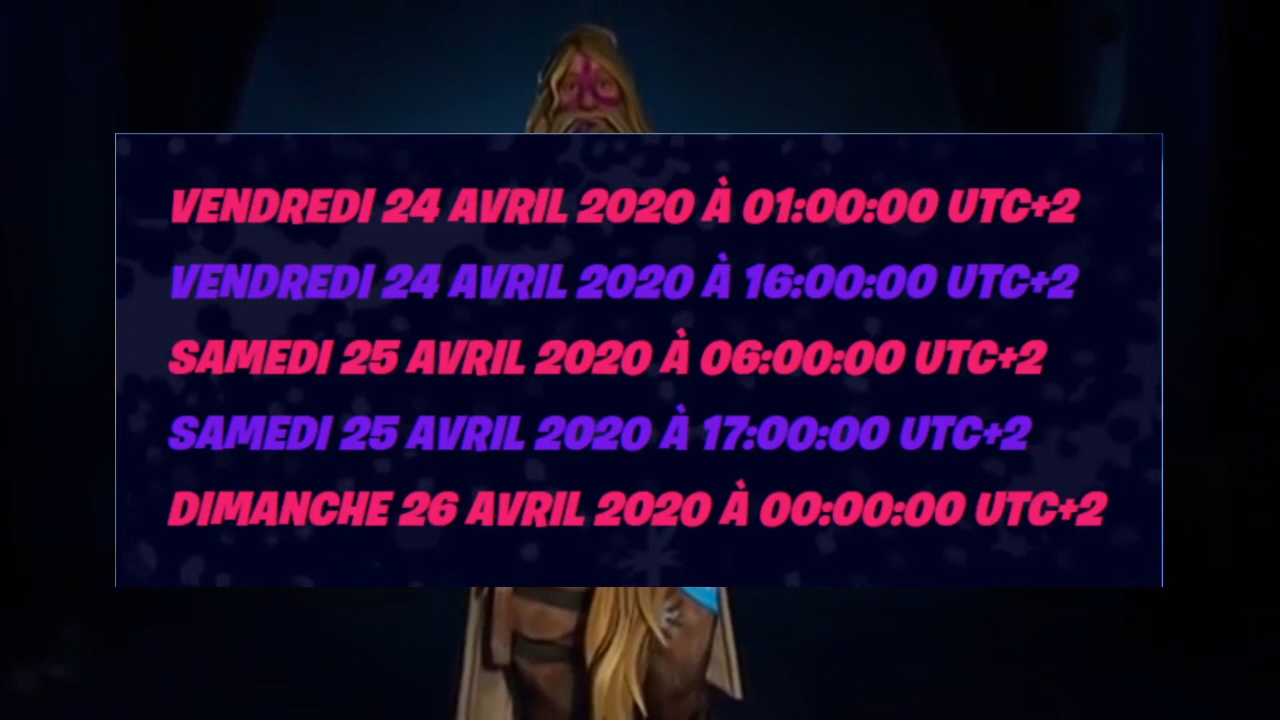 VENDREDI 24 AVRIL 2020 À 01:00:00 UTC+2
VENDREDI 24 AVRIL 2020 À 16:00:00 UTC+2
SAMEDI 25 AVRIL 2020 À 06:00:00 UTC+2
SAMEDI 25 AVRIL 2020 À 17:00:00 UTC+2
DIMANCHE 26 AVRIL 2020 À 00:00:00 UTC+2